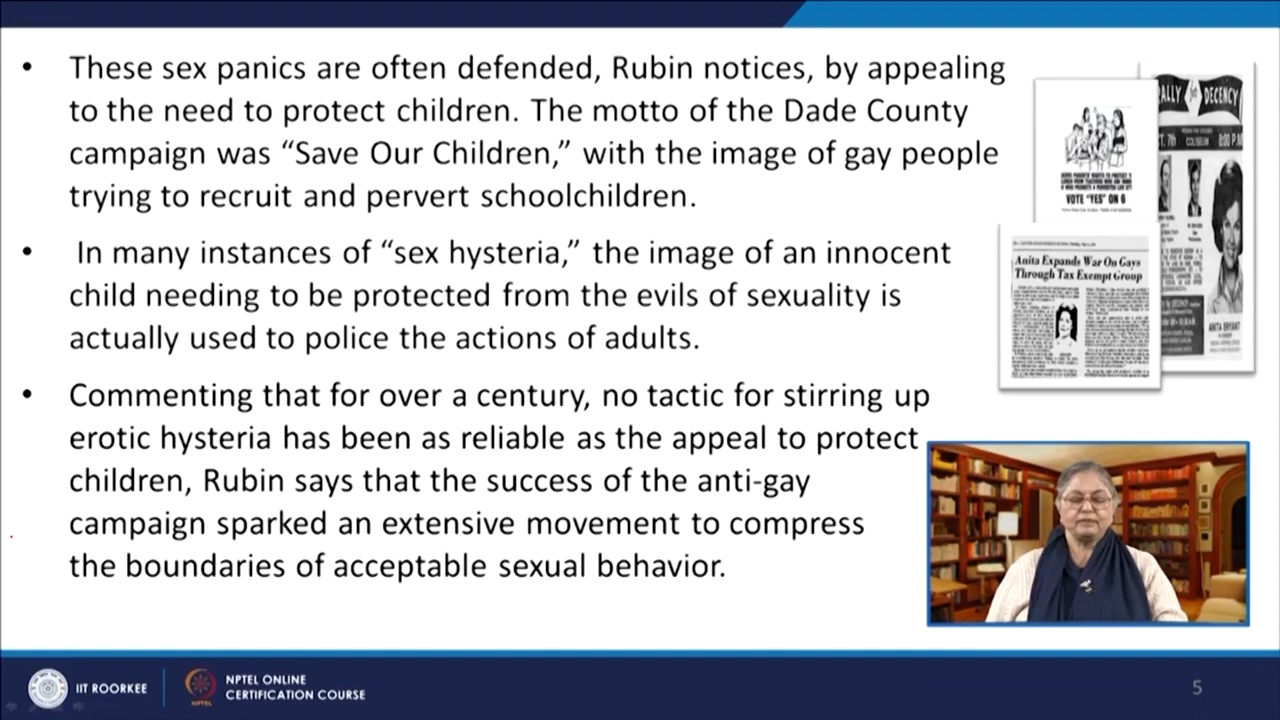 • These sex panics are often defended, Rubin notices, by appealing
to the need to protect children. The motto of the Dade County
campaign was “Save Our Children,” with the image of gay people
trying to recruit and pervert schoolchildren.
• In many instances of “sex hysteria,” the image of an innocent
child needing to be protected from the evils of sexuality is
actually used to police the actions of adults.
• Commenting that for over a century, no tactic for stirring up
erotic hysteria has been as reliable as the appeal to protect
children, Rubin says that the success of the anti-gay
campaign sparked an extensive movement to compress
the boundaries of acceptable sexual behavior.
VOTE "YES" ON 6
DECENCY
COLISEUM 8:00 P.M
ANITA BRYANT
Anita Expands War On Gays
Through Tax Exempt Group
IIT ROORKEE
NPTEL
NPTEL ONLINE
CERTIFICATION COURSE
5